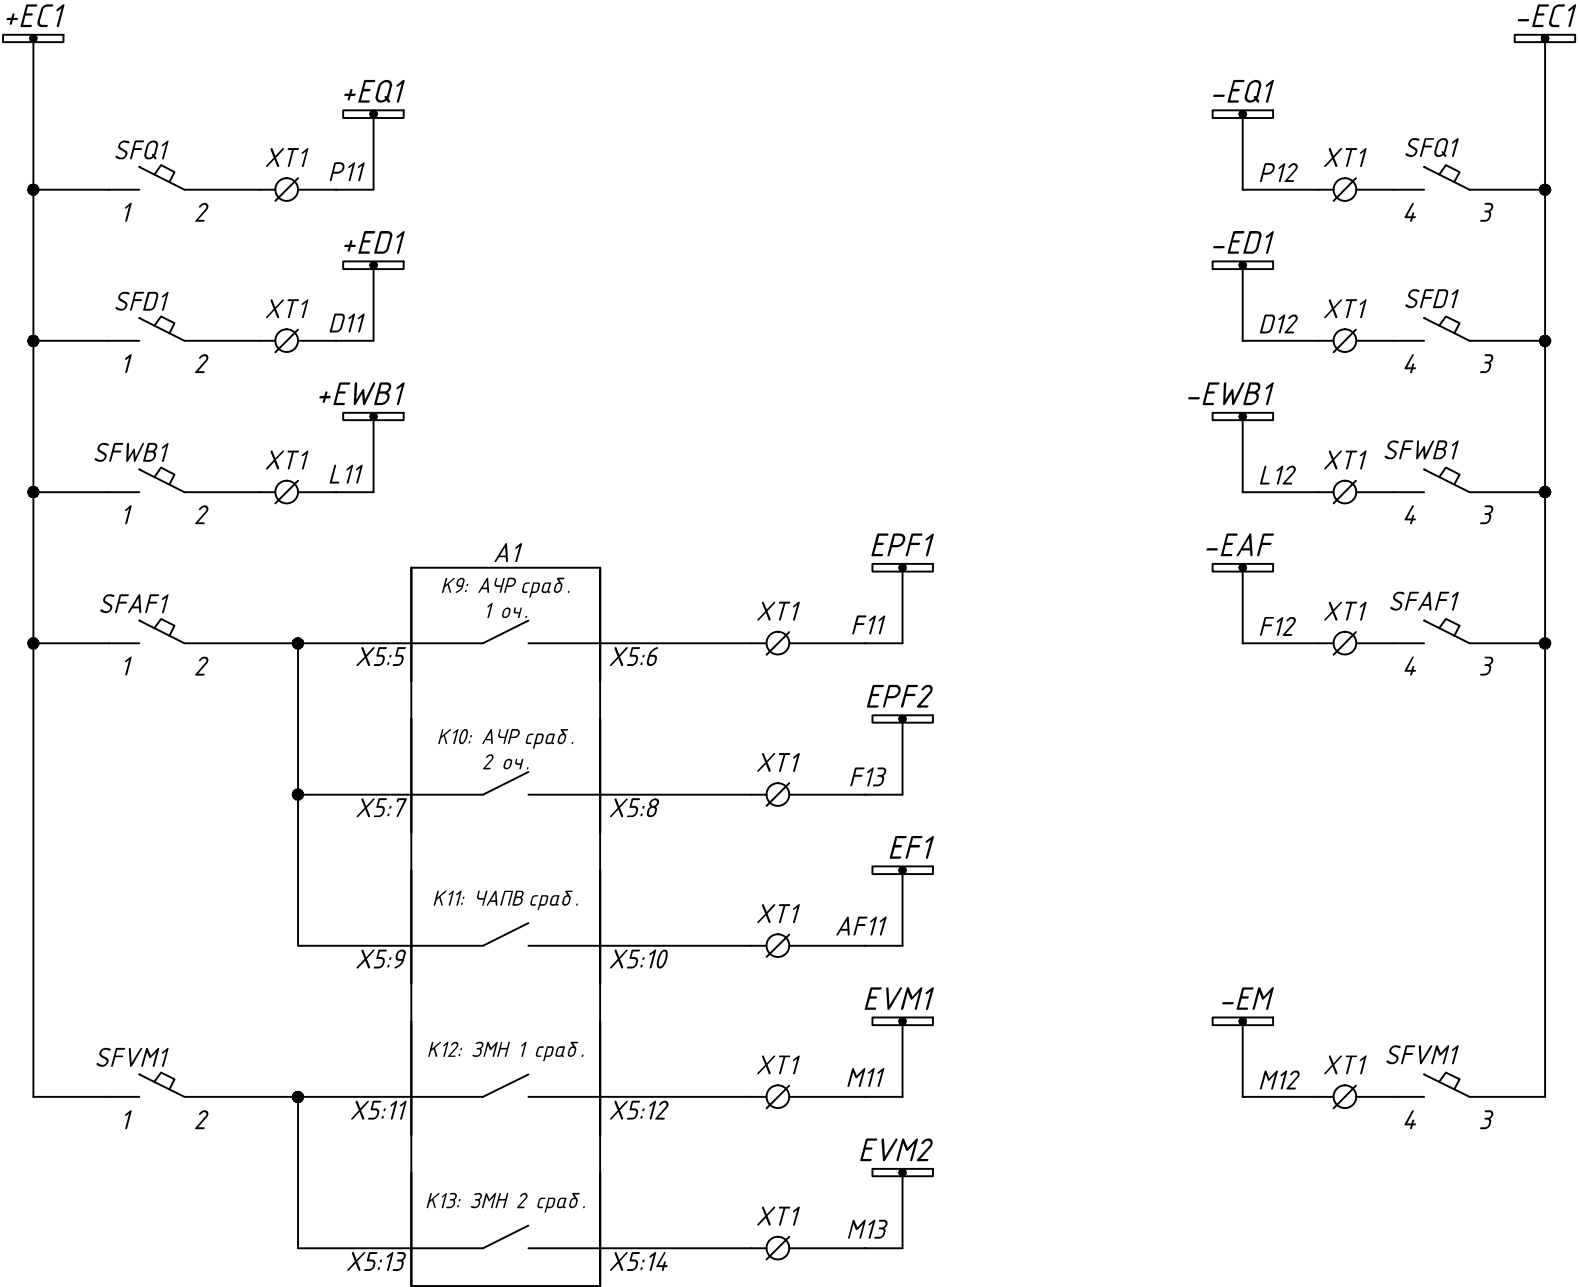 +EC1
-EC1
+EQ1
-EQ1
SFQ1
XT1
P11
P12
XT1
SFQ1
1
2
4
3
+ED1
-ED1
SFD1
XT1
D11
D12
XT1
SFD1
1
2
4
3
+EWB1
-EWB1
SFWB1
XT1
L11
L12
XT1
SFWB1
1
2
4
3
A1
EPF1
-EAF
К9: АЧР сраб.
1 оч.
SFAF1
XT1
F11
F12
XT1
SFAF1
1
2
X5:5
X5:6
4
3
EPF2
К10: АЧР сраб.
2 оч.
XT1
F13
X5:7
X5:8
EF1
К11: ЧАПВ сраб.
XT1
AF11
X5:9
X5:10
EVM1
-EM
К12: ЗМН 1 сраб.
SFVM1
XT1
M11
M12
XT1
SFVM1
1
2
X5:11
X5:12
4
3
EVM2
К13: ЗМН 2 сраб.
XT1
M13
X5:13
X5:14